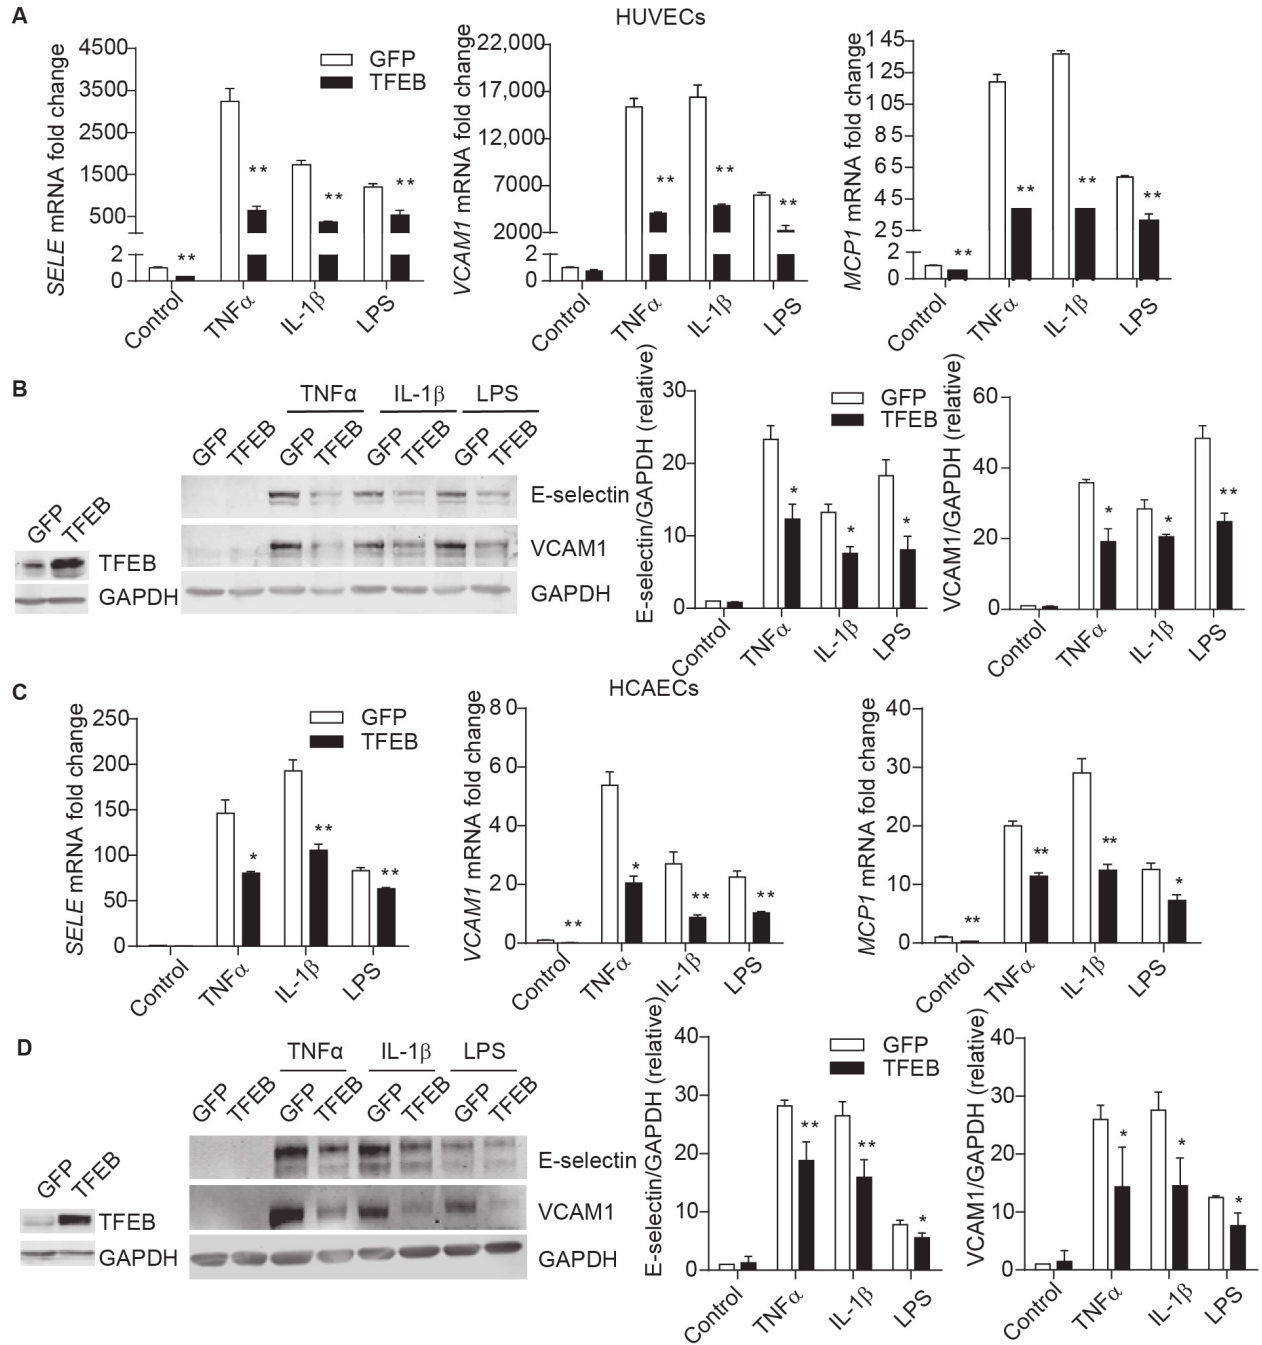 A
HUVECs
SELE mRNA fold change
4500
3500
2500
1500
500
2
0
GFP
TFEB
**
**
**
**
Control
TNFα
IL-1β
LPS
VCAM1 mRNA fold change
22,000
17,000
12,000
7000
2000
2
0
**
**
**
Control
TNFα
IL-1β
LPS
MCP1 mRNA fold change
145
125
105
85
65
45
25
2
0
**
**
**
**
Control
TNFα
IL-1β
LPS
B
TNFα
IL-1β
LPS
GFP
TFEB
GFP
TFEB
GFP
TFEB
GFP
TFEB
E-selectin
VCAM1
GAPDH
GFP
TFEB
TFEB
GAPDH
E-selectin/GAPDH (relative)
30
20
10
0
GFP
TFEB
*
*
*
Control
TNFα
IL-1β
LPS
VCAM1/GAPDH (relative)
60
40
20
0
*
*
**
Control
TNFα
IL-1β
LPS
C
HCAECs
SELE mRNA fold change
250
200
150
100
50
0
GFP
TFEB
*
**
**
Control
TNFα
IL-1β
LPS
VCAM1 mRNA fold change
80
60
40
20
0
**
*
**
**
Control
TNFα
IL-1β
LPS
MCP1 mRNA fold change
40
30
20
10
0
**
**
**
*
Control
TNFα
IL-1β
LPS
D
TNFα
IL-1β
LPS
GFP
TFEB
GFP
TFEB
GFP
TFEB
GFP
TFEB
E-selectin
VCAM1
GAPDH
GFP
TFEB
TFEB
GAPDH
E-selectin/GAPDH (relative)
40
30
20
10
0
GFP
TFEB
**
**
*
Control
TNFα
IL-1β
LPS
VCAM1/GAPDH (relative)
40
30
20
10
0
*
*
*
Control
TNFα
IL-1β
LPS